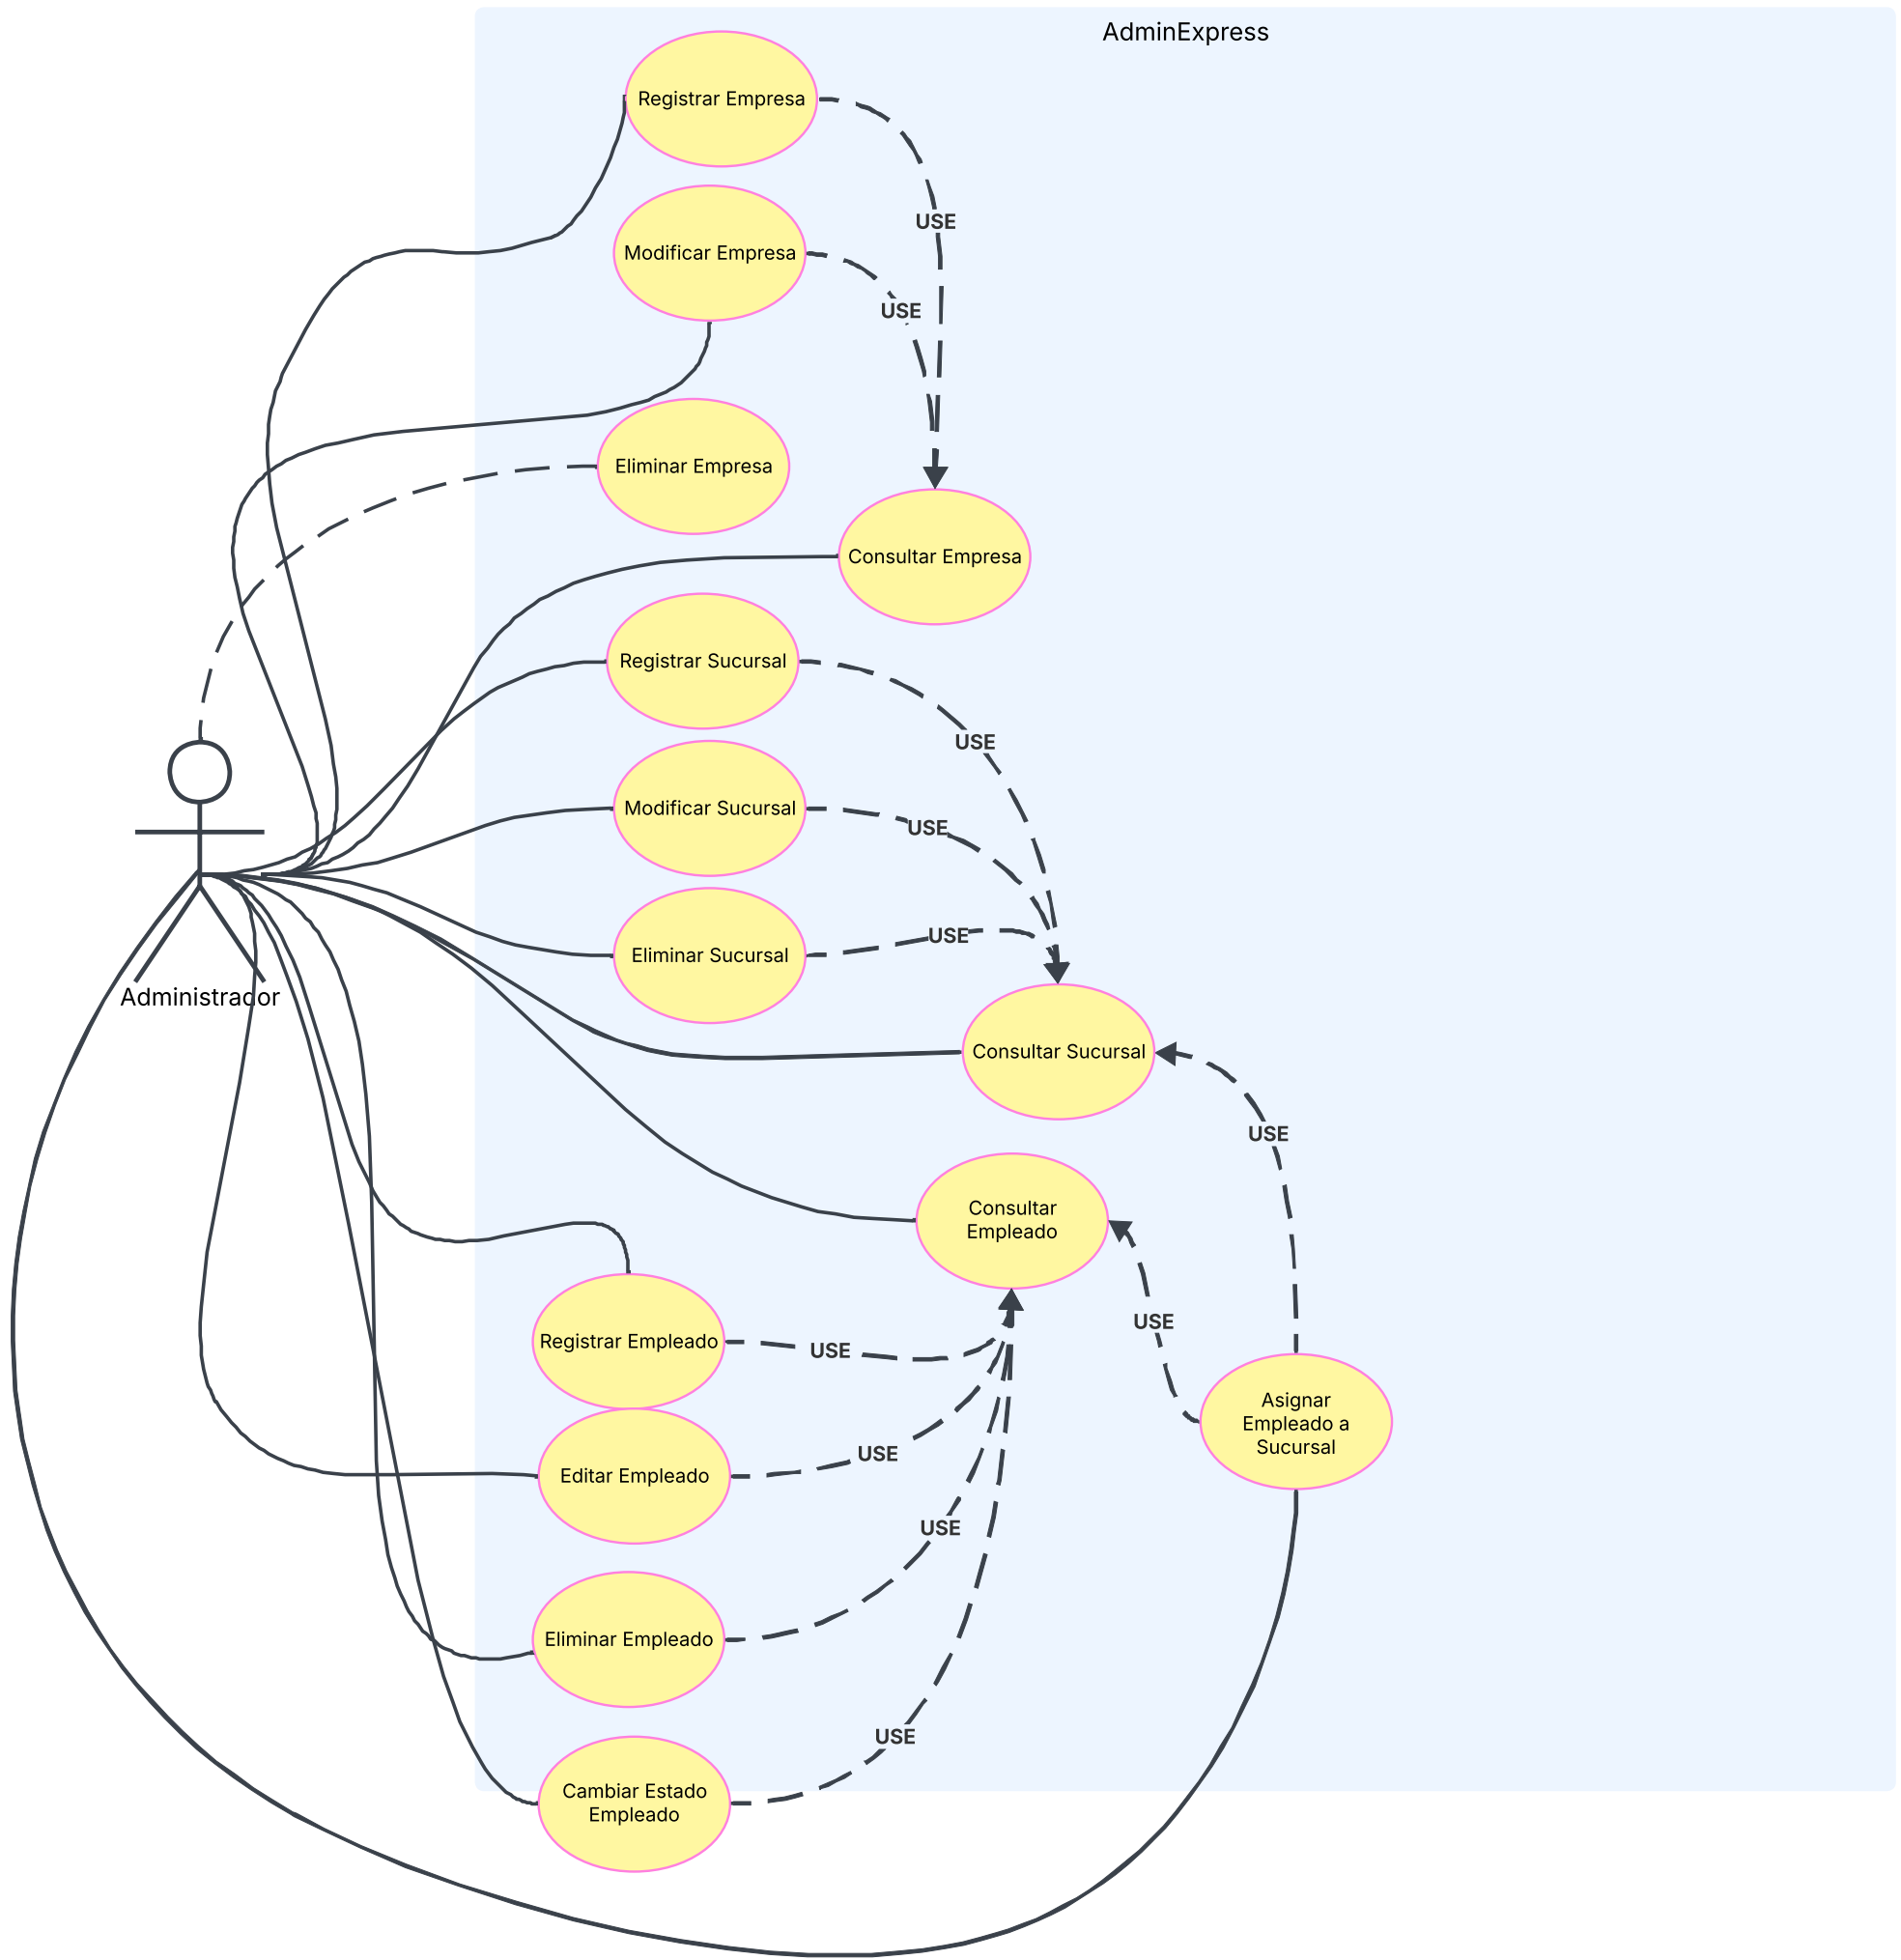 AdminExpress
Registrar Empresa
USE
Modificar Empresa
USE
Eliminar Empresa
Consultar Empresa
Registrar Sucursal
USE
Modificar Sucursal
USE
Eliminar Sucursal
USE
Administrador
Consultar Sucursal
USE
Consultar
Empleado
USE
Registrar Empleado
USE
Asignar
Empleado a
Sucursal
Editar Empleado
USE
USE
Eliminar Empleado
USE
Cambiar Estado
Empleado